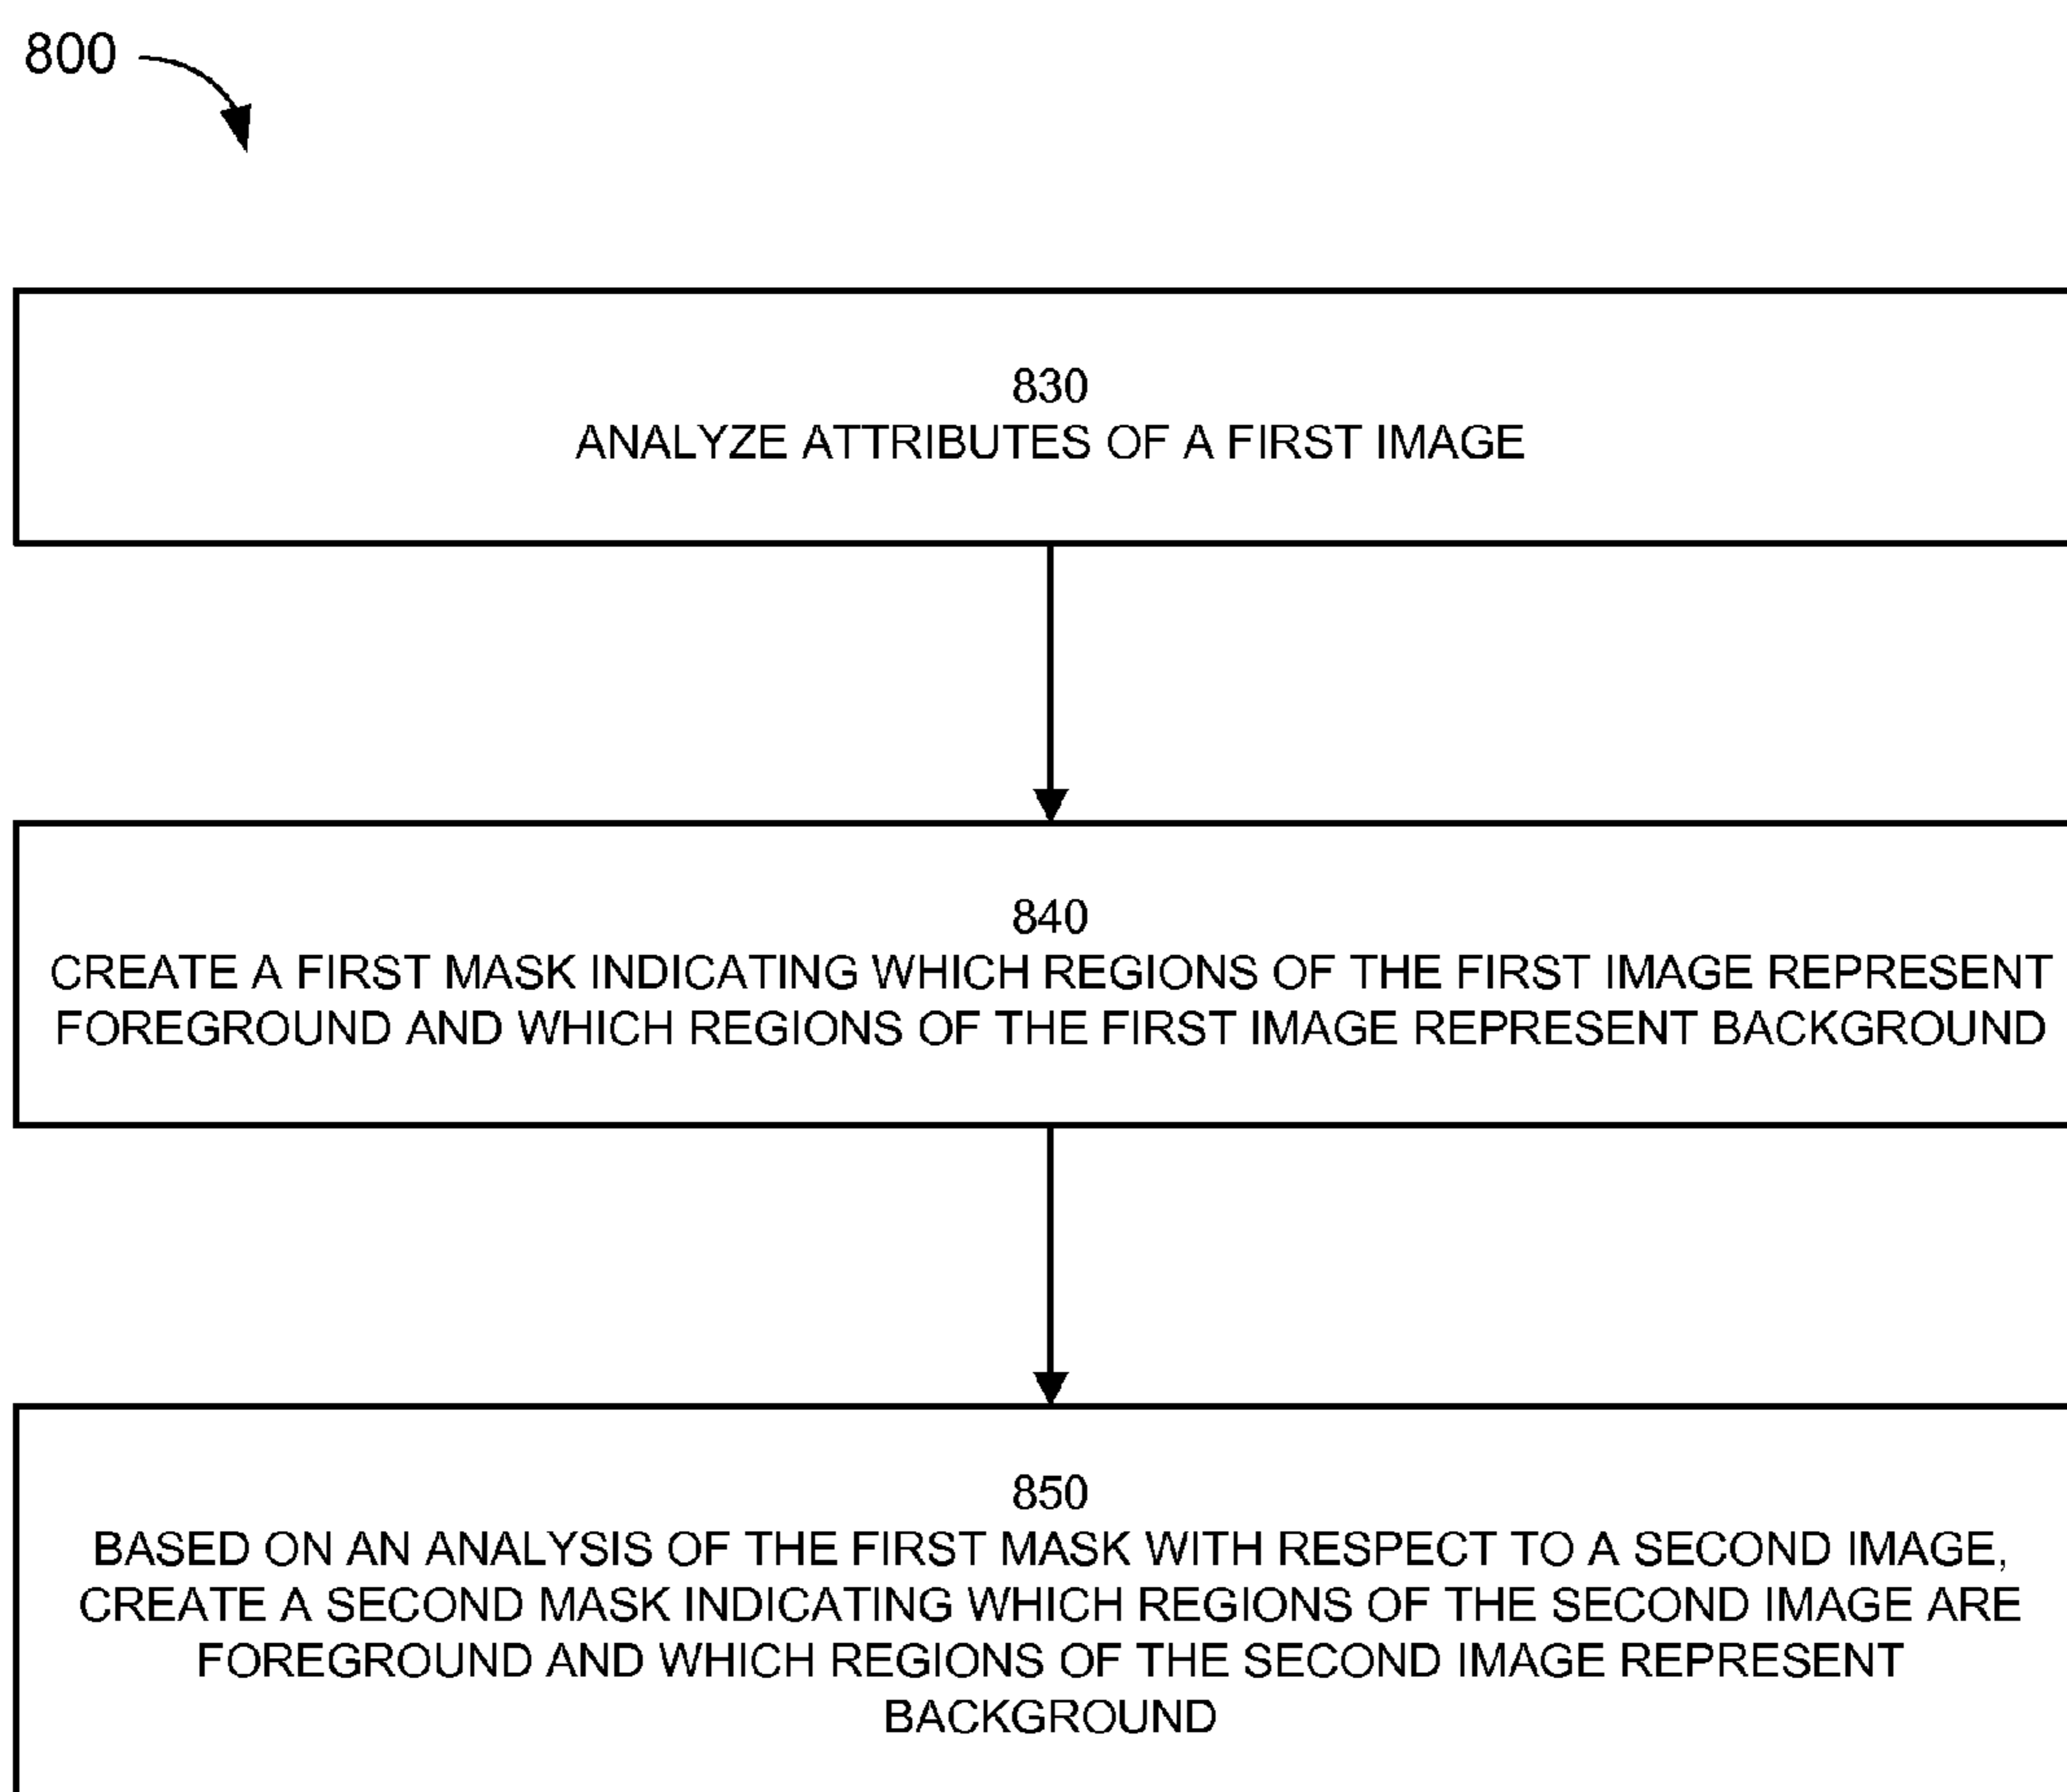 800
830
ANALYZE ATTRIBUTES OF A FIRST IMAGE
840
CREATE A FIRST MASK INDICATING WHICH REGIONS OF THE FIRST IMAGE REPRESENT
FOREGROUND AND WHICH REGIONS OF THE FIRST IMAGE REPRESENT BACKGROUND
850
BASED ON AN ANALYSIS OF THE FIRST MASK WITH RESPECT TO A SECOND IMAGE,
CREATE A SECOND MASK INDICATING WHICH REGIONS OF THE SECOND IMAGE ARE
FOREGROUND AND WHICH REGIONS OF THE SECOND IMAGE REPRESENT
BACKGROUND